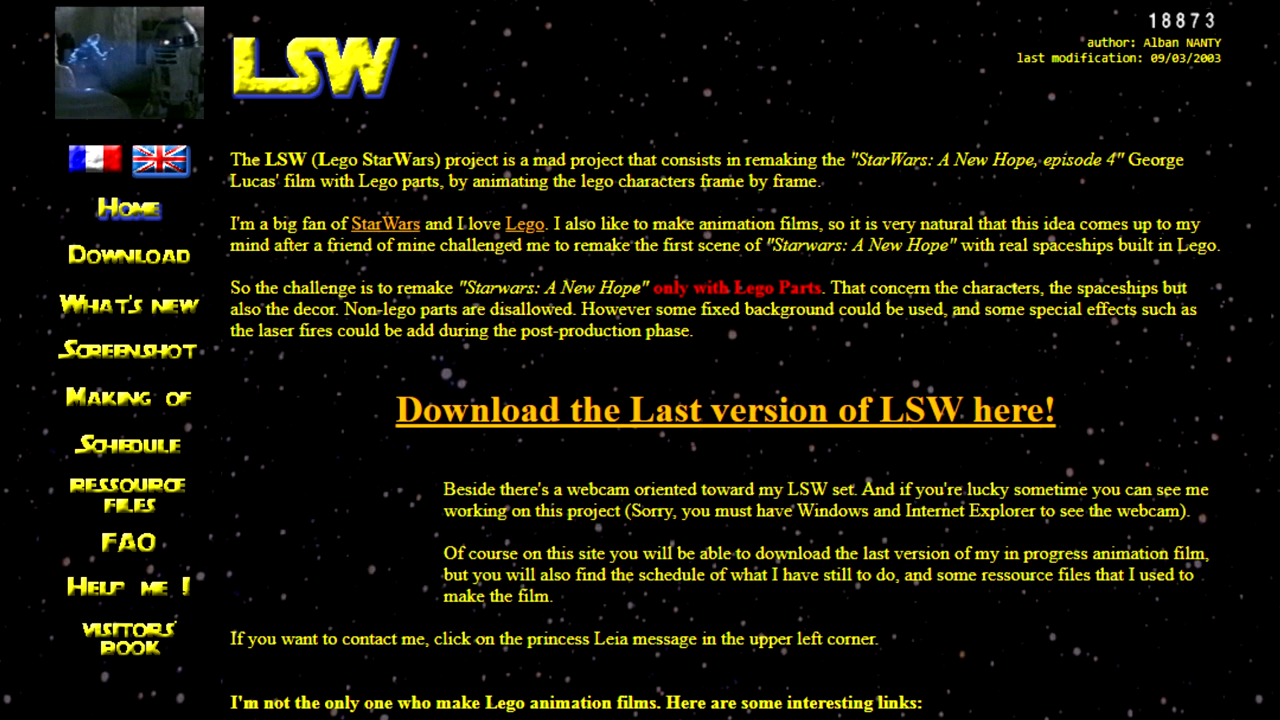 18873
author: Alban NANTY
last modification: 09/03/2003
LSW
HOME
DOWNLOAD
WHAT'S NEW
SCREENSHOT
MAKING OF
SCHEDULE
RESSOURCE
FILES
FAQ
HELP ME !
VISITORS'
BOOK
The LSW (Lego StarWars) project is a mad project that consists in remaking the "StarWars: A New Hope, episode 4" George
Lucas' film with Lego parts, by animating the lego characters frame by frame.
I'm a big fan of StarWars and I love Lego. I also like to make animation films, so it is very natural that this idea comes up to my
mind after a friend of mine challenged me to remake the first scene of "Starwars: A New Hope" with real spaceships built in Lego.
So the challenge is to remake "Starwars: A New Hope" only with Lego Parts. That concern the characters, the spaceships but
also the decor. Non-lego parts are disallowed. However some fixed background could be used, and some special effects such as
the laser fires could be add during the post-production phase.
Download the Last version of LSW here!
Beside there's a webcam oriented toward my LSW set. And if you're lucky sometime you can see me
working on this project (Sorry, you must have Windows and Internet Explorer to see the webcam).
Of course on this site you will be able to download the last version of my in progress animation film,
but you will also find the schedule of what I have still to do, and some ressource files that I used to
make the film.
If you want to contact me, click on the princess Leia message in the upper left corner.
I'm not the only one who make Lego animation films. Here are some interesting links: